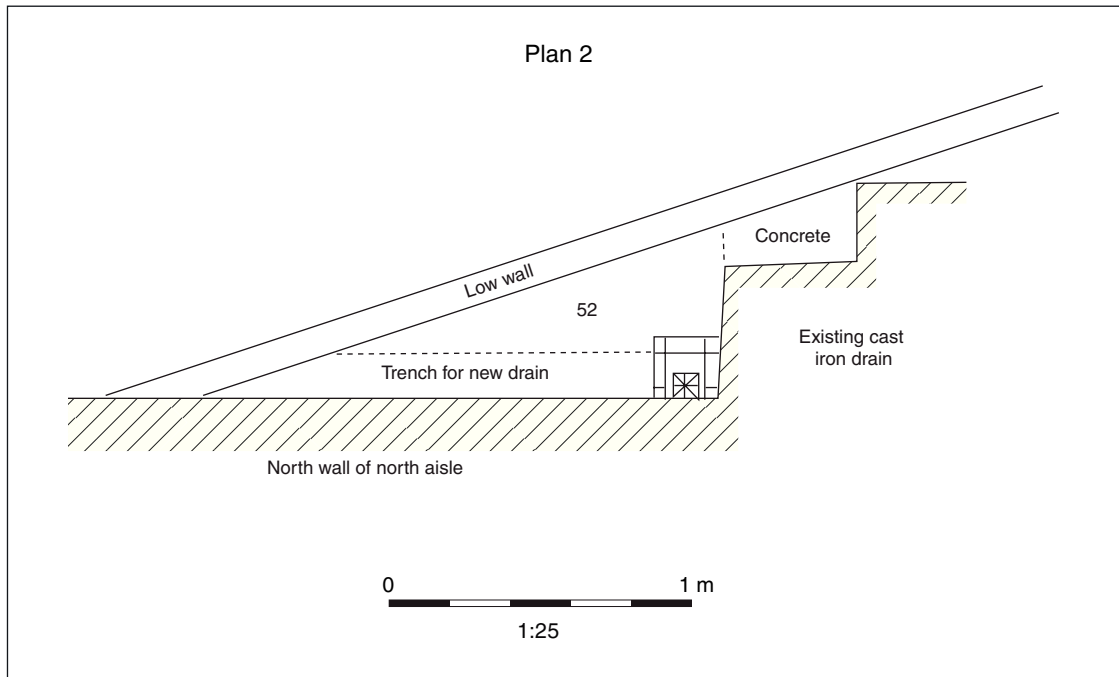 Plan 2
Low wall
Concrete
52
Existing cast
iron drain
Trench for new drain
North wall of north aisle
0 1 m
1:25